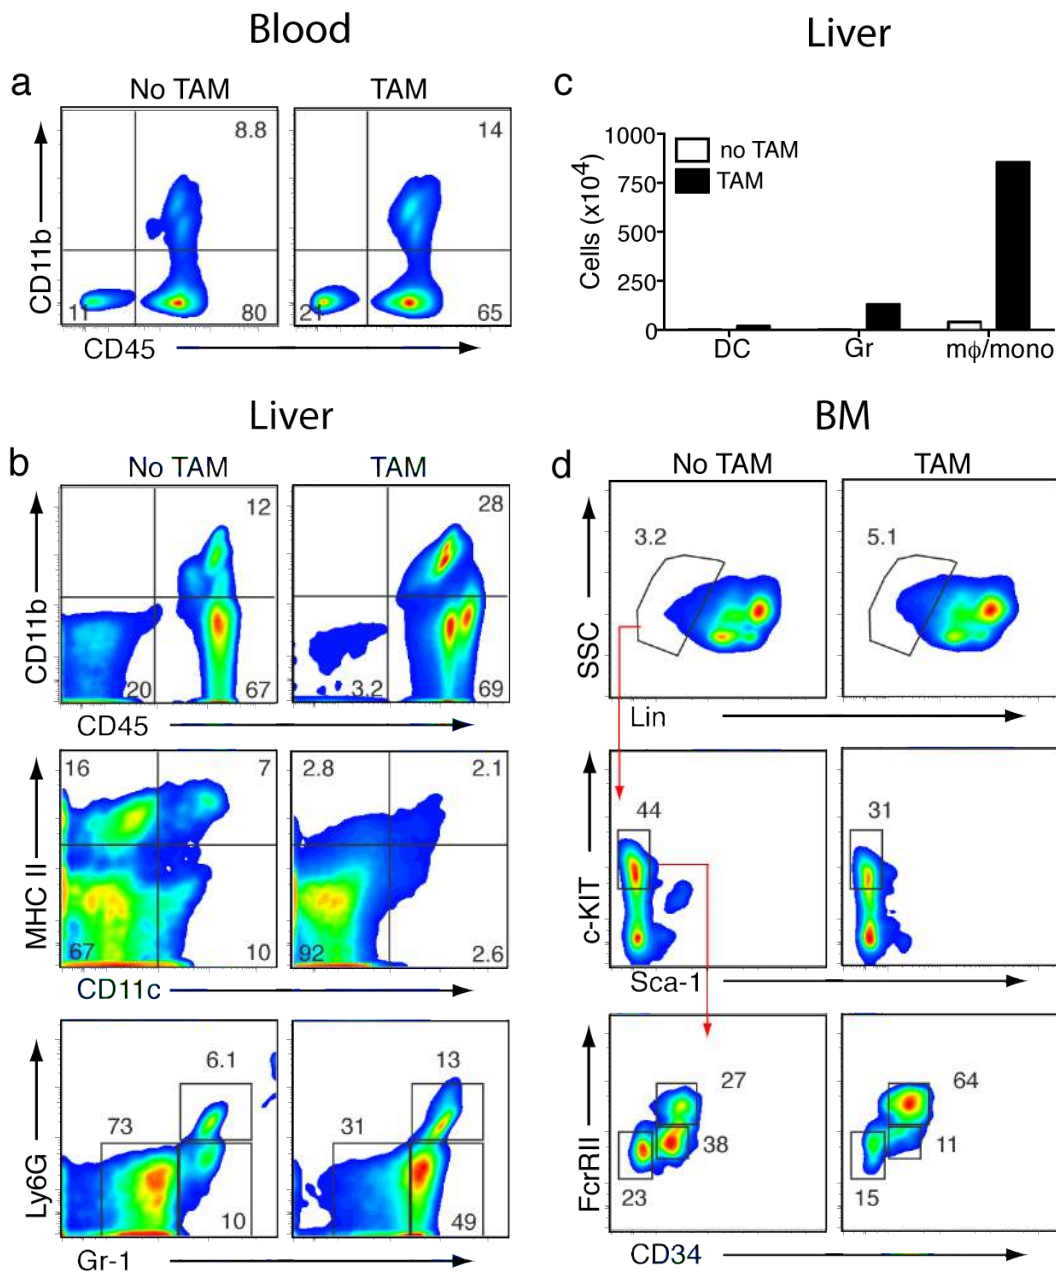 Blood
a
No TAM
TAM
8.8
14
CD11b
11
80
21
65
CD45
Liver
c
1000
750
500
250
0
Cells (x10⁴)
no TAM
TAM
DC
Gr
mϕ/mono
Liver
b
No TAM
TAM
12
28
CD11b
20
67
3.2
69
CD45
16
7
2.8
2.1
MHC II
67
10
92
2.6
CD11c
6.1
13
73
31
Ly6G
10
49
Gr-1
BM
d
No TAM
TAM
3.2
5.1
SSC
Lin
44
31
c-KIT
Sca-1
27
64
38
11
FcrRII
23
15
CD34